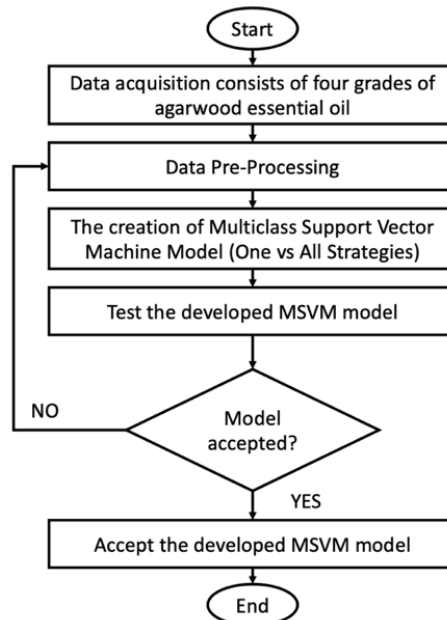 Start
Data acquisition consists of four grades of
agarwood essential oil
Data Pre-Processing
The creation of Multiclass Support Vector
Machine Model (One vs All Strategies)
Test the developed MSVM model
NO
Model
accepted?
YES
Accept the developed MSVM model
End